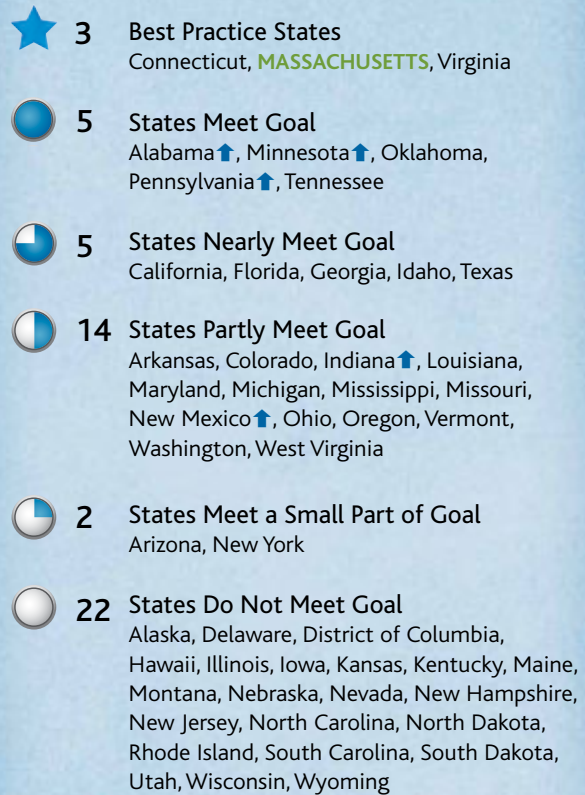 3 Best Practice States
Connecticut, MASSACHUSETTS, Virginia
5 States Meet Goal
Alabama⬆, Minnesota⬆, Oklahoma,
Pennsylvania⬆, Tennessee
5 States Nearly Meet Goal
California, Florida, Georgia, Idaho, Texas
14 States Partly Meet Goal
Arkansas, Colorado, Indiana⬆, Louisiana,
Maryland, Michigan, Mississippi, Missouri,
New Mexico⬆, Ohio, Oregon, Vermont,
Washington, West Virginia
2 States Meet a Small Part of Goal
Arizona, New York
22 States Do Not Meet Goal
Alaska, Delaware, District of Columbia,
Hawaii, Illinois, Iowa, Kansas, Kentucky, Maine,
Montana, Nebraska, Nevada, New Hampshire,
New Jersey, North Carolina, North Dakota,
Rhode Island, South Carolina, South Dakota,
Utah, Wisconsin, Wyoming